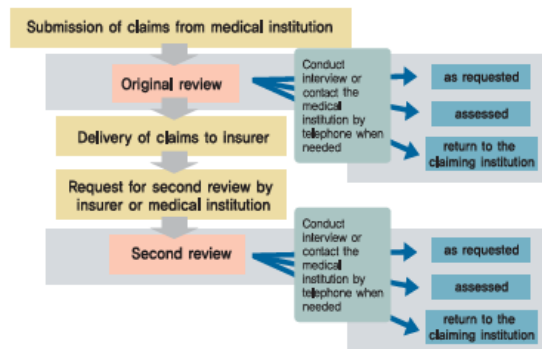 Submission of claims from medical institution
Original review
Conduct
interview or
contact the
medical
institution by
telephone when
needed
as requested
assessed
return to the
claiming institution
Delivery of claims to insurer
Request for second review by
insurer or medical institution
Second review
Conduct
interview or
contact the
medical
institution by
telephone when
needed
as requested
assessed
return to the
claiming institution